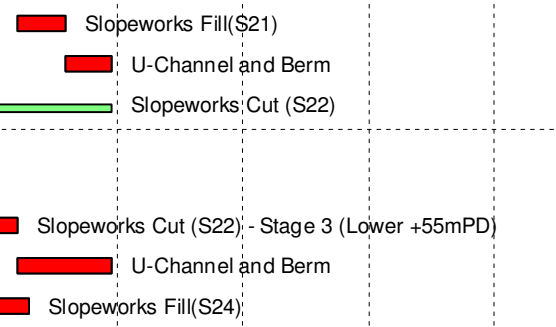 Slopeworks Fill(S21)
U-Channel and Berm
Slopeworks Cut (S22)
Slopeworks Cut (S22) - Stage 3 (Lower +55mPD)
U-Channel and Berm
Slopeworks Fill(S24)